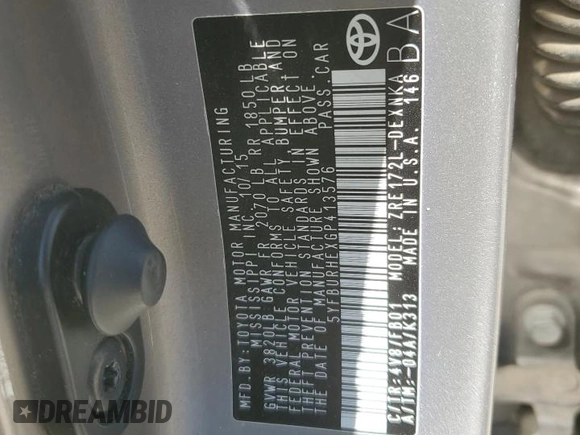 MFD. BY: TOYOTA MOTOR MANUFACTURING
MISSISSIPPI INC. 10/15
GVWR 3820LB GAWR FR 2070 LB RR 1850 LB
THIS VEHICLE CONFORMS TO ALL APPLICABLE
FEDERAL MOTOR VEHICLE SAFETY, BUMPER, AND
THEFT PREVENTION STANDARDS IN EFFECT ON
THE DATE OF MANUFACTURE SHOWN ABOVE.
5YFBURHEXGP413576 PASS. CAR
C/TR: 4V8/FB01 MODEL: ZRE172L-DEXNKA
A/TM: -04A/K313 MADE IN U.S.A. 146
BA
DREAMBID